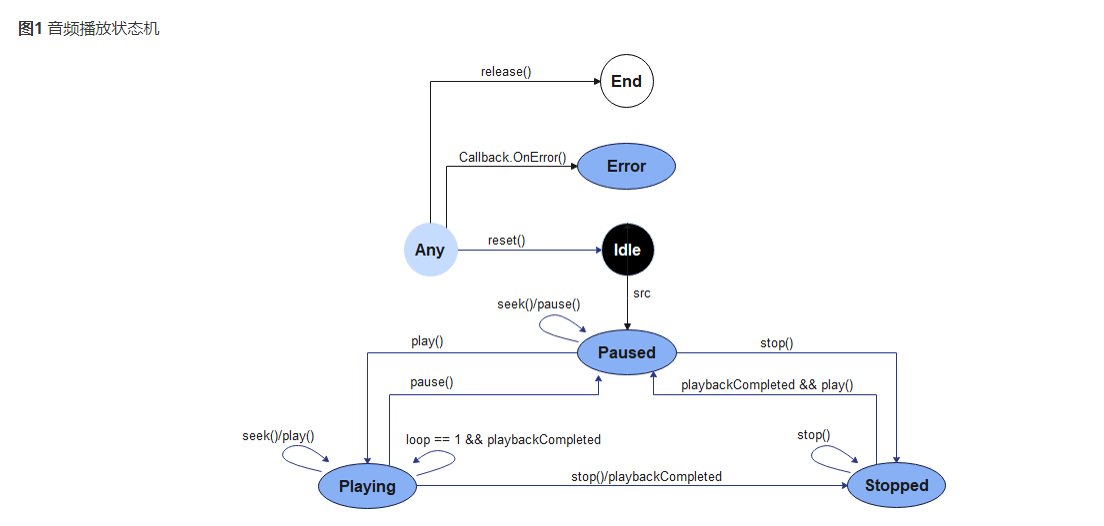 图1 音频播放状态机
release()
End
Callback.OnError()
Error
Any
reset()
Idle
src
seek()/pause()
Paused
play()
stop()
pause()
playbackCompleted && play()
seek()/play()
loop == 1 && playbackCompleted
stop()
Playing
stop()/playbackCompleted
Stopped